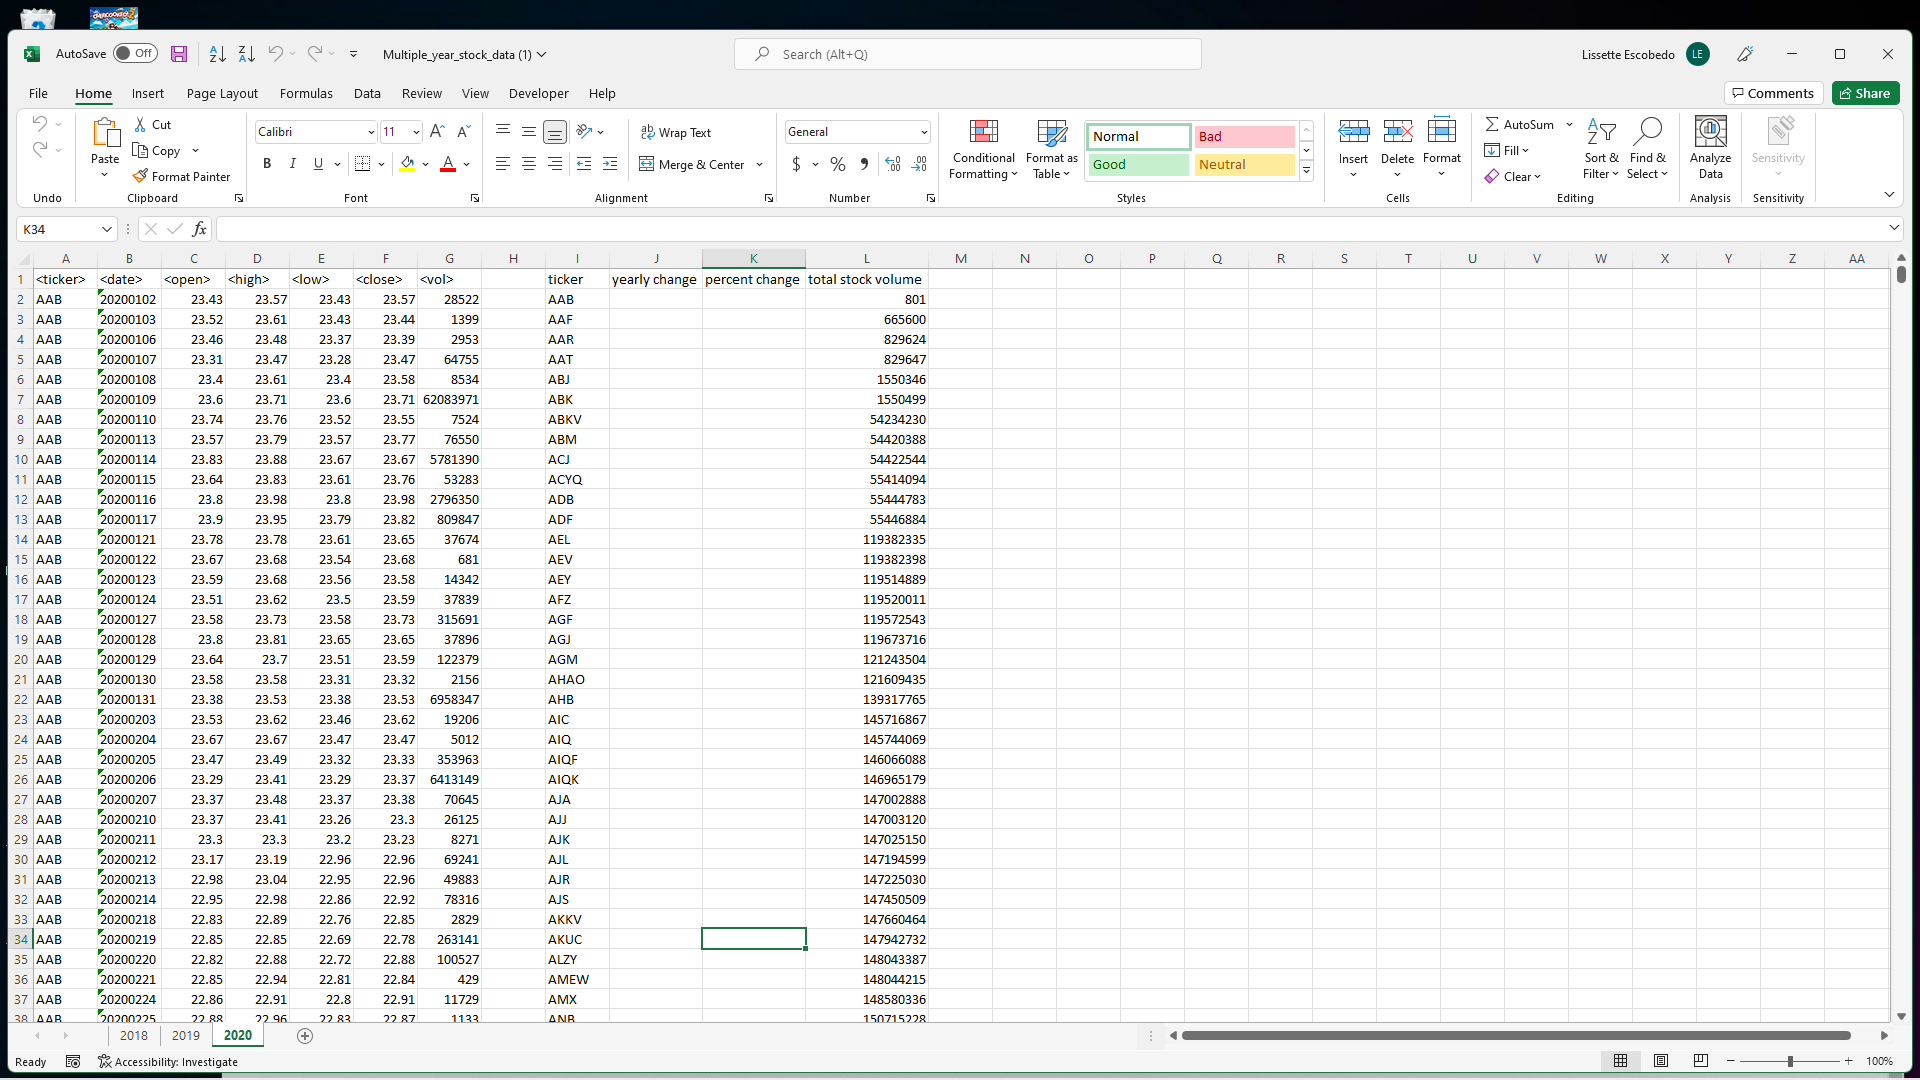 OVERCOOKED! 2
AutoSave Off Multiple_year_stock_data (1) Search (Alt+Q) Lissette Escobedo LE
File Home Insert Page Layout Formulas Data Review View Developer Help Comments Share
Paste Cut Copy Format Painter Calibri 11 Wrap Text Merge & Center General Conditional Formatting Format as Table Normal Bad Good Neutral Insert Delete Format AutoSum Fill Clear Sort & Filter Find & Select Analyze Data Sensitivity
Undo Clipboard Font Alignment Number Styles Cells Editing Analysis Sensitivity
K34 fx
A B C D E F G H I J K L M N O P Q R S T U V W X Y Z AA
1 <ticker> <date> <open> <high> <low> <close> <vol> ticker yearly change percent change total stock volume
2 AAB 20200102 23.43 23.57 23.43 23.57 28522 AAB 801
3 AAB 20200103 23.52 23.61 23.43 23.44 1399 AAF 665600
4 AAB 20200106 23.46 23.48 23.37 23.39 2953 AAR 829624
5 AAB 20200107 23.31 23.47 23.28 23.47 64755 AAT 829647
6 AAB 20200108 23.4 23.61 23.4 23.58 8534 ABJ 1550346
7 AAB 20200109 23.6 23.71 23.6 23.71 62083971 ABK 1550499
8 AAB 20200110 23.74 23.76 23.52 23.55 7524 ABKV 54234230
9 AAB 20200113 23.57 23.79 23.57 23.77 76550 ABM 54420388
10 AAB 20200114 23.83 23.88 23.67 23.67 5781390 ACJ 54422544
11 AAB 20200115 23.64 23.83 23.61 23.76 53283 ACYQ 55414094
12 AAB 20200116 23.8 23.98 23.8 23.98 2796350 ADB 55444783
13 AAB 20200117 23.9 23.95 23.79 23.82 809847 ADF 55446884
14 AAB 20200121 23.78 23.78 23.61 23.65 37674 AEL 119382335
15 AAB 20200122 23.67 23.68 23.54 23.68 681 AEV 119382398
16 AAB 20200123 23.59 23.68 23.56 23.58 14342 AEY 119514889
17 AAB 20200124 23.51 23.62 23.5 23.59 37839 AFZ 119520011
18 AAB 20200127 23.58 23.73 23.58 23.73 315691 AGF 119572543
19 AAB 20200128 23.8 23.81 23.65 23.65 37896 AGJ 119673716
20 AAB 20200129 23.64 23.7 23.51 23.59 122379 AGM 121243504
21 AAB 20200130 23.58 23.58 23.31 23.32 2156 AHAO 121609435
22 AAB 20200131 23.38 23.53 23.38 23.53 6958347 AHB 139317765
23 AAB 20200203 23.53 23.62 23.46 23.62 19206 AIC 145716867
24 AAB 20200204 23.67 23.67 23.47 23.47 5012 AIQ 145744069
25 AAB 20200205 23.47 23.49 23.32 23.33 353963 AIQF 146066088
26 AAB 20200206 23.29 23.41 23.29 23.37 6413149 AIQK 146965179
27 AAB 20200207 23.37 23.48 23.37 23.38 70645 AJA 147002888
28 AAB 20200210 23.37 23.41 23.26 23.3 26125 AJJ 147003120
29 AAB 20200211 23.3 23.3 23.2 23.23 8271 AJK 147025150
30 AAB 20200212 23.17 23.19 22.96 22.96 69241 AJL 147194599
31 AAB 20200213 22.98 23.04 22.95 22.96 49883 AJR 147225030
32 AAB 20200214 22.95 22.98 22.86 22.92 78316 AJS 147450509
33 AAB 20200218 22.83 22.89 22.76 22.85 2829 AKKV 147660464
34 AAB 20200219 22.85 22.85 22.69 22.78 263141 AKUC 147942732
35 AAB 20200220 22.82 22.88 22.72 22.88 100527 ALZY 148043387
36 AAB 20200221 22.85 22.94 22.81 22.84 429 AMEW 148044215
37 AAB 20200224 22.86 22.91 22.8 22.91 11729 AMX 148580336
38 AAB 20200225 22.88 22.96 22.83 22.87 1133 ANB 150715228
2018 2019 2020
Ready Accessibility: Investigate 100%